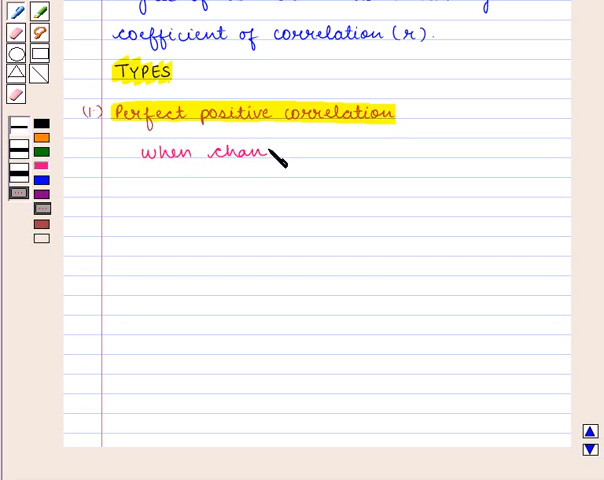 coefficient of correlation (r).
TYPES
(1.) Perfect positive correlation
when chan